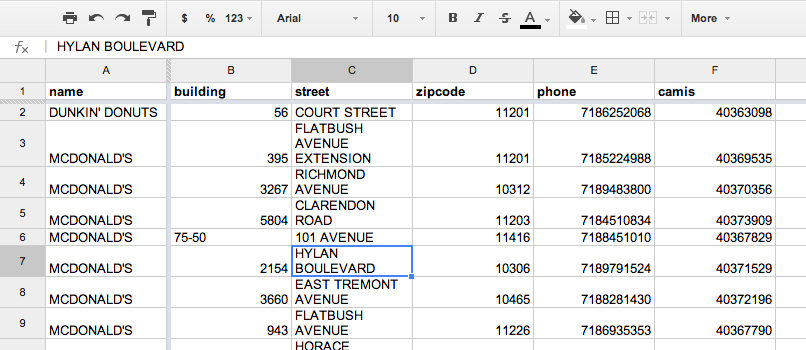 $ % 123 Arial 10 B I S A More
fx HYLAN BOULEVARD
A B C D E F
1 name building street zipcode phone camis
2 DUNKIN' DONUTS 56 COURT STREET 11201 7186252068 40363098
FLATBUSH
AVENUE
3 MCDONALD'S 395 EXTENSION 11201 7185224988 40369535
RICHMOND
4 MCDONALD'S 3267 AVENUE 10312 7189483800 40370356
CLARENDON
5 MCDONALD'S 5804 ROAD 11203 7184510834 40373909
6 MCDONALD'S 75-50 101 AVENUE 11416 7188451010 40367829
HYLAN
7 MCDONALD'S 2154 BOULEVARD 10306 7189791524 40371529
EAST TREMONT
8 MCDONALD'S 3660 AVENUE 10465 7188281430 40372196
FLATBUSH
9 MCDONALD'S 943 AVENUE 11226 7186935353 40367790
HORACE